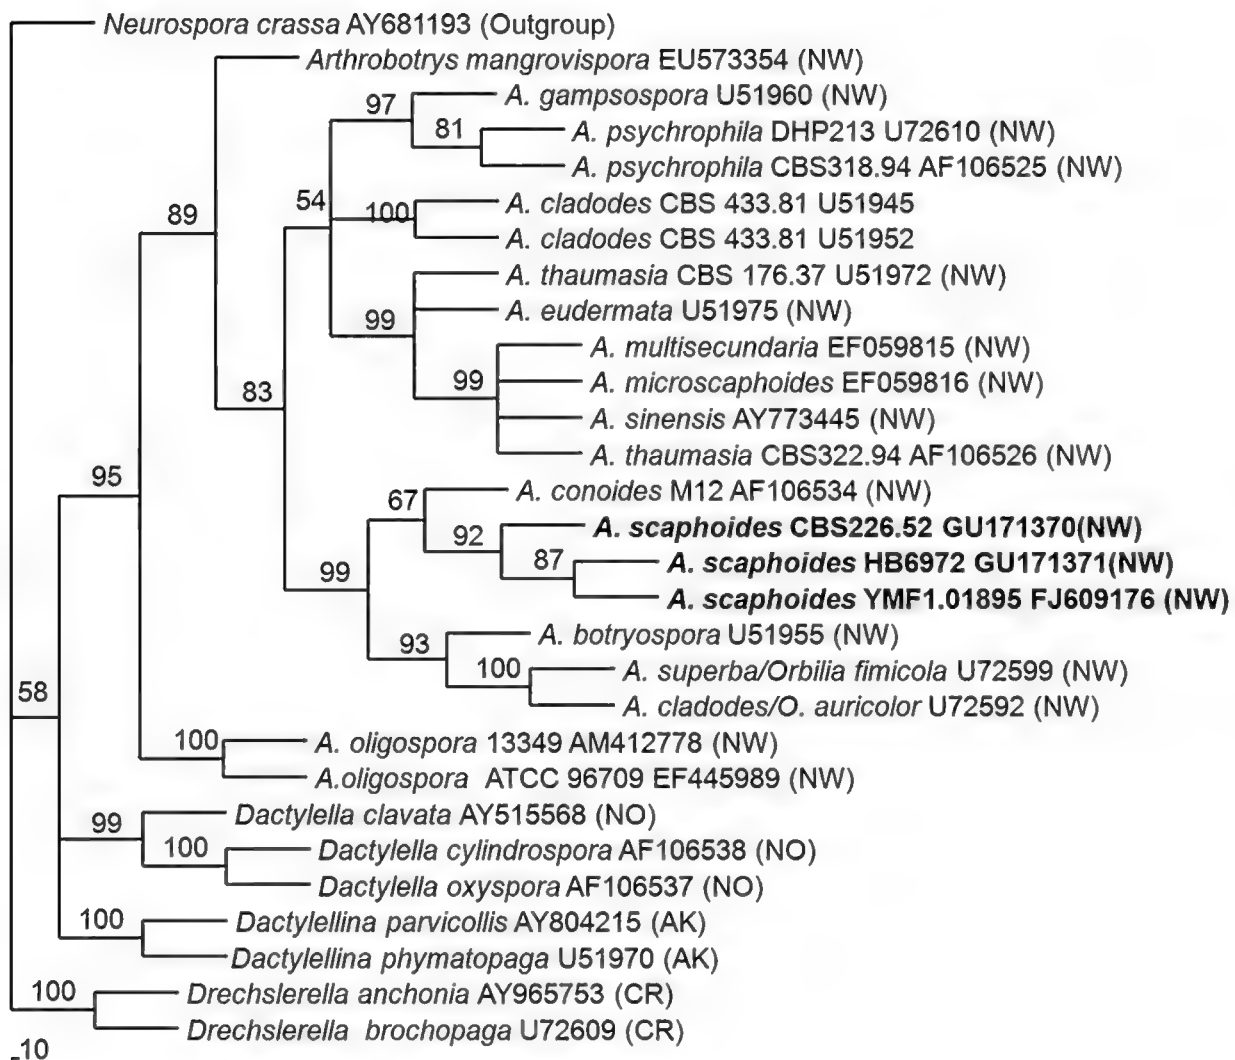 Neurospora crassa AY681193 (Outgroup)
Arthrobotrys mangrovispora EU573354 (NW)
97 A. gampsospora U51960 (NW)
81 A. psychrophila DHP213 U72610 (NW)
A. psychrophila CBS318.94 AF106525 (NW)
54 100 A. cladodes CBS 433.81 U51945
89
A. cladodes CBS 433.81 U51952
A. thaumasia CBS 176.37 U51972 (NW)
99 A. eudermata U51975 (NW)
A. multisecundaria EF059815 (NW)
83 99 A. microscaphoides EF059816 (NW)
A. sinensis AY773445 (NW)
A. thaumasia CBS322.94 AF106526 (NW)
95
67 A. conoides M12 AF106534 (NW)
92 A. scaphoides CBS226.52 GU171370(NW)
99 87 A. scaphoides HB6972 GU171371(NW)
A. scaphoides YMF1.01895 FJ609176 (NW)
93 A. botryospora U51955 (NW)
100 A. superba/Orbilia fimicola U72599 (NW)
58
A. cladodes/O. auricolor U72592 (NW)
100 A. oligospora 13349 AM412778 (NW)
A.oligospora ATCC 96709 EF445989 (NW)
99 Dactylella clavata AY515568 (NO)
100 Dactylella cylindrospora AF106538 (NO)
Dactylella oxyspora AF106537 (NO)
100 Dactylellina parvicollis AY804215 (AK)
Dactylellina phymatopaga U51970 (AK)
100 Drechslerella anchonia AY965753 (CR)
Drechslerella brochopaga U72609 (CR)
10